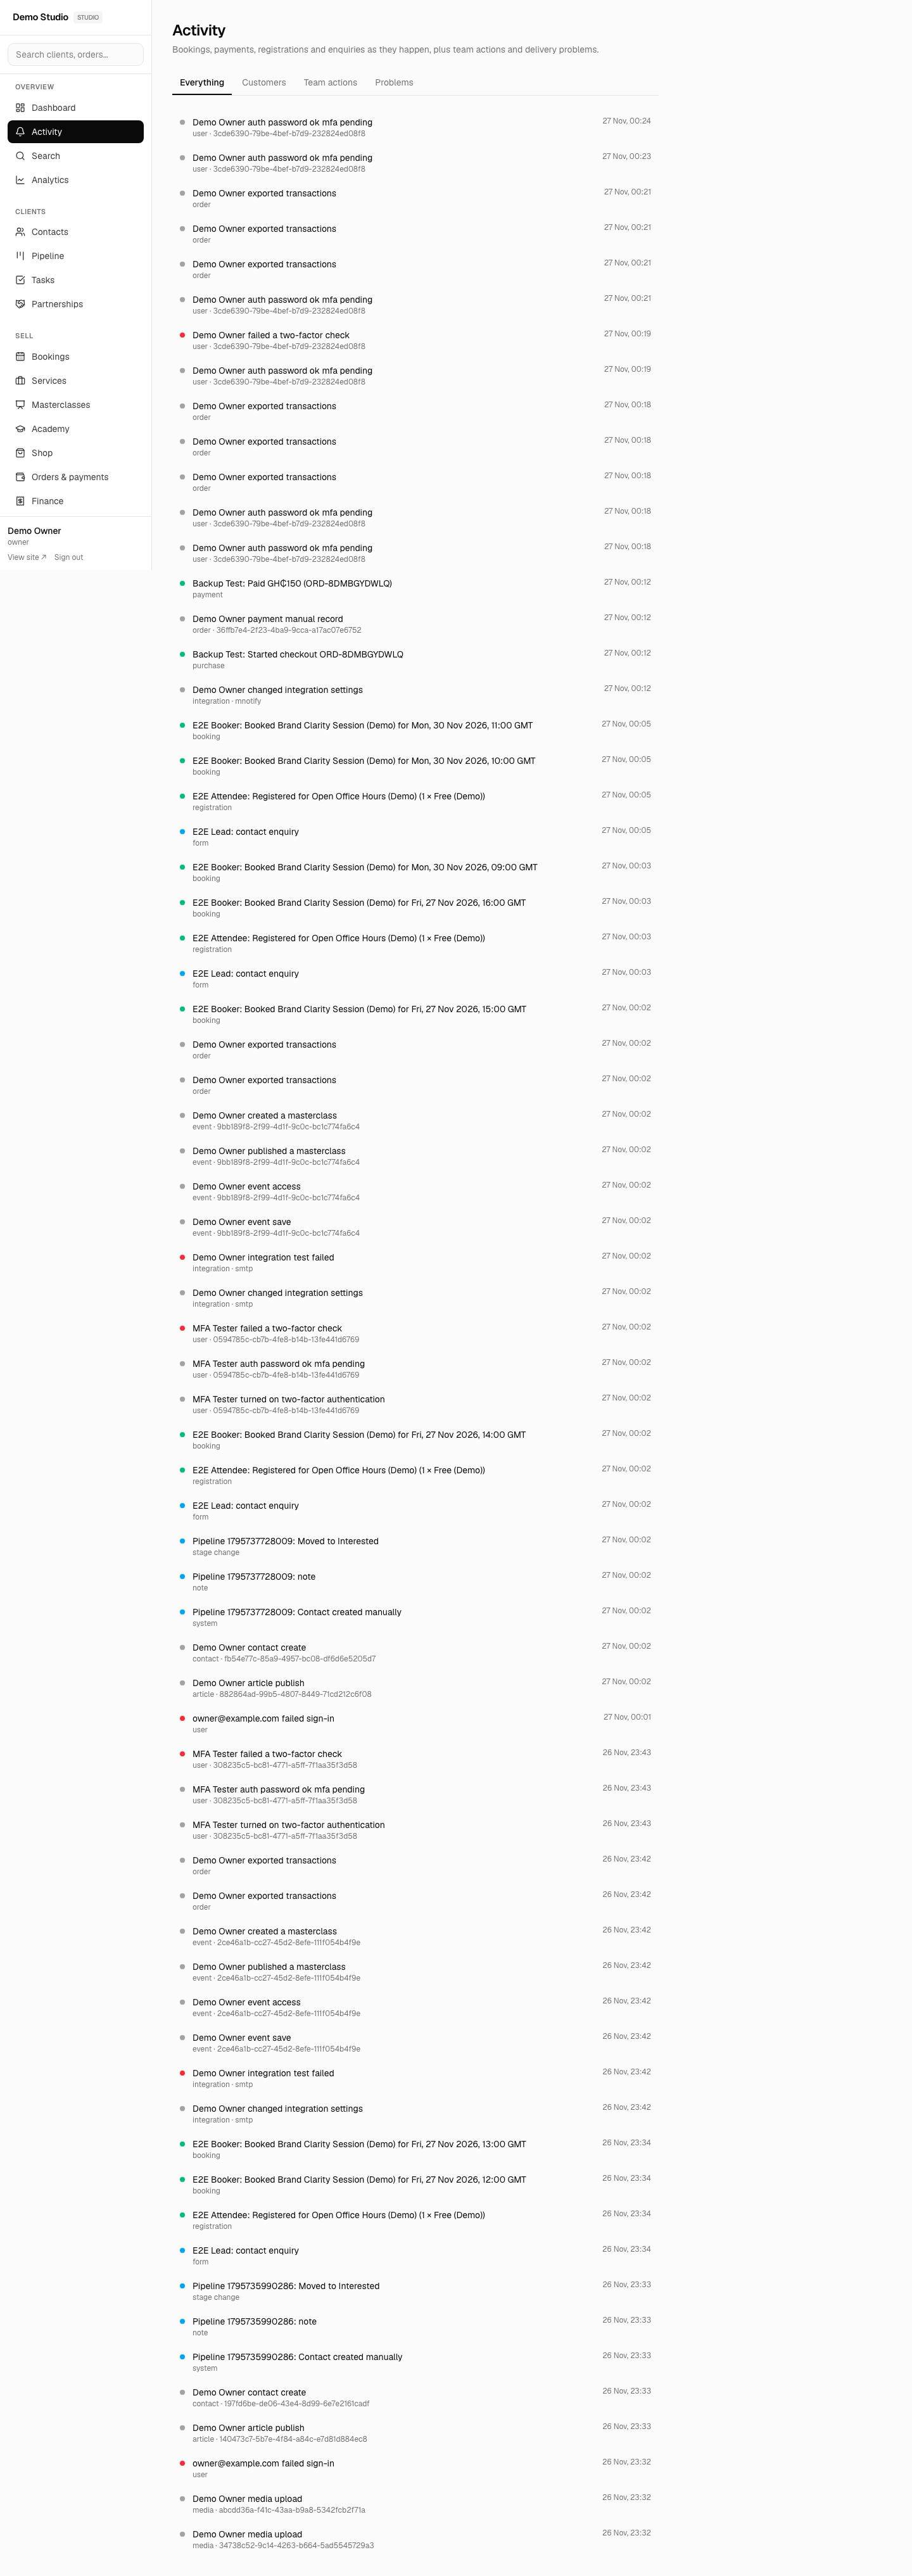 Demo Studio STUDIO
Search clients, orders...
OVERVIEW
Dashboard
Activity
Search
Analytics
CLIENTS
Contacts
Pipeline
Tasks
Partnerships
SELL
Bookings
Services
Masterclasses
Academy
Shop
Orders & payments
Finance
Demo Owner
owner
View site ↗ Sign out
Activity
Bookings, payments, registrations and enquiries as they happen, plus team actions and delivery problems.
Everything Customers Team actions Problems
Demo Owner auth password ok mfa pending 27 Nov, 00:24
user · 3cde6390-79be-4bef-b7d9-232824ed08f8
Demo Owner auth password ok mfa pending 27 Nov, 00:23
user · 3cde6390-79be-4bef-b7d9-232824ed08f8
Demo Owner exported transactions 27 Nov, 00:21
order
Demo Owner exported transactions 27 Nov, 00:21
order
Demo Owner exported transactions 27 Nov, 00:21
order
Demo Owner auth password ok mfa pending 27 Nov, 00:21
user · 3cde6390-79be-4bef-b7d9-232824ed08f8
Demo Owner failed a two-factor check 27 Nov, 00:19
user · 3cde6390-79be-4bef-b7d9-232824ed08f8
Demo Owner auth password ok mfa pending 27 Nov, 00:19
user · 3cde6390-79be-4bef-b7d9-232824ed08f8
Demo Owner exported transactions 27 Nov, 00:18
order
Demo Owner exported transactions 27 Nov, 00:18
order
Demo Owner exported transactions 27 Nov, 00:18
order
Demo Owner auth password ok mfa pending 27 Nov, 00:18
user · 3cde6390-79be-4bef-b7d9-232824ed08f8
Demo Owner auth password ok mfa pending 27 Nov, 00:18
user · 3cde6390-79be-4bef-b7d9-232824ed08f8
Backup Test: Paid GH₵150 (ORD-8DMBGYDWLQ) 27 Nov, 00:12
payment
Demo Owner payment manual record 27 Nov, 00:12
order · 36ffb7e4-2f23-4ba9-9cca-a17ac07e6752
Backup Test: Started checkout ORD-8DMBGYDWLQ 27 Nov, 00:12
purchase
Demo Owner changed integration settings 27 Nov, 00:12
integration · mnotify
E2E Booker: Booked Brand Clarity Session (Demo) for Mon, 30 Nov 2026, 11:00 GMT 27 Nov, 00:05
booking
E2E Booker: Booked Brand Clarity Session (Demo) for Mon, 30 Nov 2026, 10:00 GMT 27 Nov, 00:05
booking
E2E Attendee: Registered for Open Office Hours (Demo) (1 × Free (Demo)) 27 Nov, 00:05
registration
E2E Lead: contact enquiry 27 Nov, 00:05
form
E2E Booker: Booked Brand Clarity Session (Demo) for Mon, 30 Nov 2026, 09:00 GMT 27 Nov, 00:03
booking
E2E Booker: Booked Brand Clarity Session (Demo) for Fri, 27 Nov 2026, 16:00 GMT 27 Nov, 00:03
booking
E2E Attendee: Registered for Open Office Hours (Demo) (1 × Free (Demo)) 27 Nov, 00:03
registration
E2E Lead: contact enquiry 27 Nov, 00:03
form
E2E Booker: Booked Brand Clarity Session (Demo) for Fri, 27 Nov 2026, 15:00 GMT 27 Nov, 00:02
booking
Demo Owner exported transactions 27 Nov, 00:02
order
Demo Owner exported transactions 27 Nov, 00:02
order
Demo Owner created a masterclass 27 Nov, 00:02
event · 9bb189f8-2f99-4d1f-9c0c-bc1c774fa6c4
Demo Owner published a masterclass 27 Nov, 00:02
event · 9bb189f8-2f99-4d1f-9c0c-bc1c774fa6c4
Demo Owner event access 27 Nov, 00:02
event · 9bb189f8-2f99-4d1f-9c0c-bc1c774fa6c4
Demo Owner event save 27 Nov, 00:02
event · 9bb189f8-2f99-4d1f-9c0c-bc1c774fa6c4
Demo Owner integration test failed 27 Nov, 00:02
integration · smtp
Demo Owner changed integration settings 27 Nov, 00:02
integration · smtp
MFA Tester failed a two-factor check 27 Nov, 00:02
user · 0594785c-cb7b-4fe8-b14b-13fe441d6769
MFA Tester auth password ok mfa pending 27 Nov, 00:02
user · 0594785c-cb7b-4fe8-b14b-13fe441d6769
MFA Tester turned on two-factor authentication 27 Nov, 00:02
user · 0594785c-cb7b-4fe8-b14b-13fe441d6769
E2E Booker: Booked Brand Clarity Session (Demo) for Fri, 27 Nov 2026, 14:00 GMT 27 Nov, 00:02
booking
E2E Attendee: Registered for Open Office Hours (Demo) (1 × Free (Demo)) 27 Nov, 00:02
registration
E2E Lead: contact enquiry 27 Nov, 00:02
form
Pipeline 1795737728009: Moved to Interested 27 Nov, 00:02
stage change
Pipeline 1795737728009: note 27 Nov, 00:02
note
Pipeline 1795737728009: Contact created manually 27 Nov, 00:02
system
Demo Owner contact create 27 Nov, 00:02
contact · fb54e77c-85a9-4957-bc08-df6d6e5205d7
Demo Owner article publish 27 Nov, 00:02
article · 882864ad-99b5-4807-8449-71cd212c6f08
owner@example.com failed sign-in 27 Nov, 00:01
user
MFA Tester failed a two-factor check 26 Nov, 23:43
user · 308235c5-bc81-4771-a5ff-7f1aa35f3d58
MFA Tester auth password ok mfa pending 26 Nov, 23:43
user · 308235c5-bc81-4771-a5ff-7f1aa35f3d58
MFA Tester turned on two-factor authentication 26 Nov, 23:43
user · 308235c5-bc81-4771-a5ff-7f1aa35f3d58
Demo Owner exported transactions 26 Nov, 23:42
order
Demo Owner exported transactions 26 Nov, 23:42
order
Demo Owner created a masterclass 26 Nov, 23:42
event · 2ce46a1b-cc27-45d2-8efe-111f054b4f9e
Demo Owner published a masterclass 26 Nov, 23:42
event · 2ce46a1b-cc27-45d2-8efe-111f054b4f9e
Demo Owner event access 26 Nov, 23:42
event · 2ce46a1b-cc27-45d2-8efe-111f054b4f9e
Demo Owner event save 26 Nov, 23:42
event · 2ce46a1b-cc27-45d2-8efe-111f054b4f9e
Demo Owner integration test failed 26 Nov, 23:42
integration · smtp
Demo Owner changed integration settings 26 Nov, 23:42
integration · smtp
E2E Booker: Booked Brand Clarity Session (Demo) for Fri, 27 Nov 2026, 13:00 GMT 26 Nov, 23:34
booking
E2E Booker: Booked Brand Clarity Session (Demo) for Fri, 27 Nov 2026, 12:00 GMT 26 Nov, 23:34
booking
E2E Attendee: Registered for Open Office Hours (Demo) (1 × Free (Demo)) 26 Nov, 23:34
registration
E2E Lead: contact enquiry 26 Nov, 23:34
form
Pipeline 1795735990286: Moved to Interested 26 Nov, 23:33
stage change
Pipeline 1795735990286: note 26 Nov, 23:33
note
Pipeline 1795735990286: Contact created manually 26 Nov, 23:33
system
Demo Owner contact create 26 Nov, 23:33
contact · 197fd6be-de06-43e4-8d99-6e7e2161cadf
Demo Owner article publish 26 Nov, 23:33
article · 140473c7-5b7e-4f84-a84c-e7d81d884ec8
owner@example.com failed sign-in 26 Nov, 23:32
user
Demo Owner media upload 26 Nov, 23:32
media · abcdd36a-f41c-43aa-b9a8-5342fcb2f71a
Demo Owner media upload 26 Nov, 23:32
media · 34738c52-9c14-4263-b664-5ad5545729a3